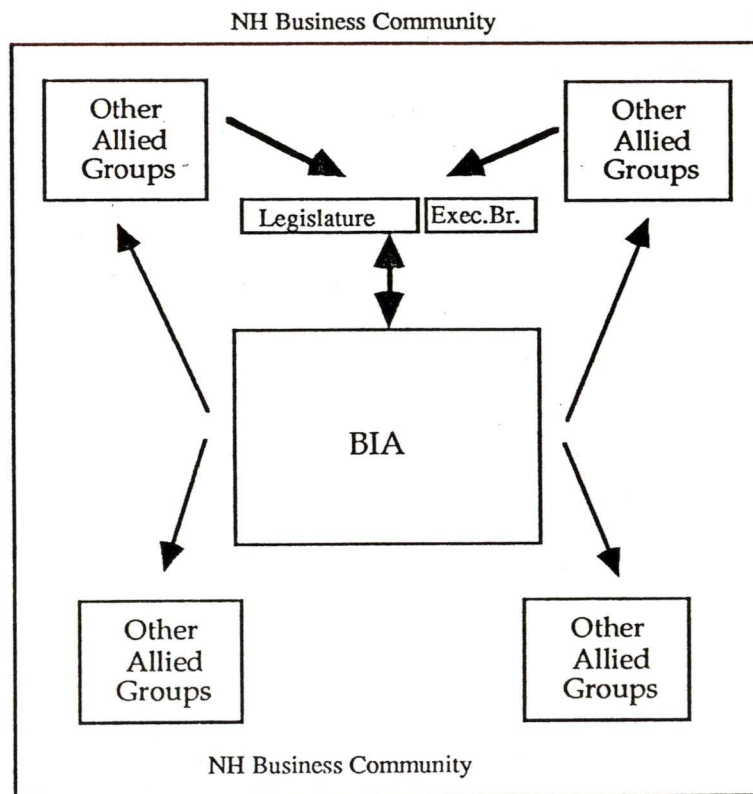 NH Business Community
Other
Allied
Groups
Other
Allied
Groups
Legislature
Exec.Br.
BIA
Other
Allied
Groups
Other
Allied
Groups
NH Business Community